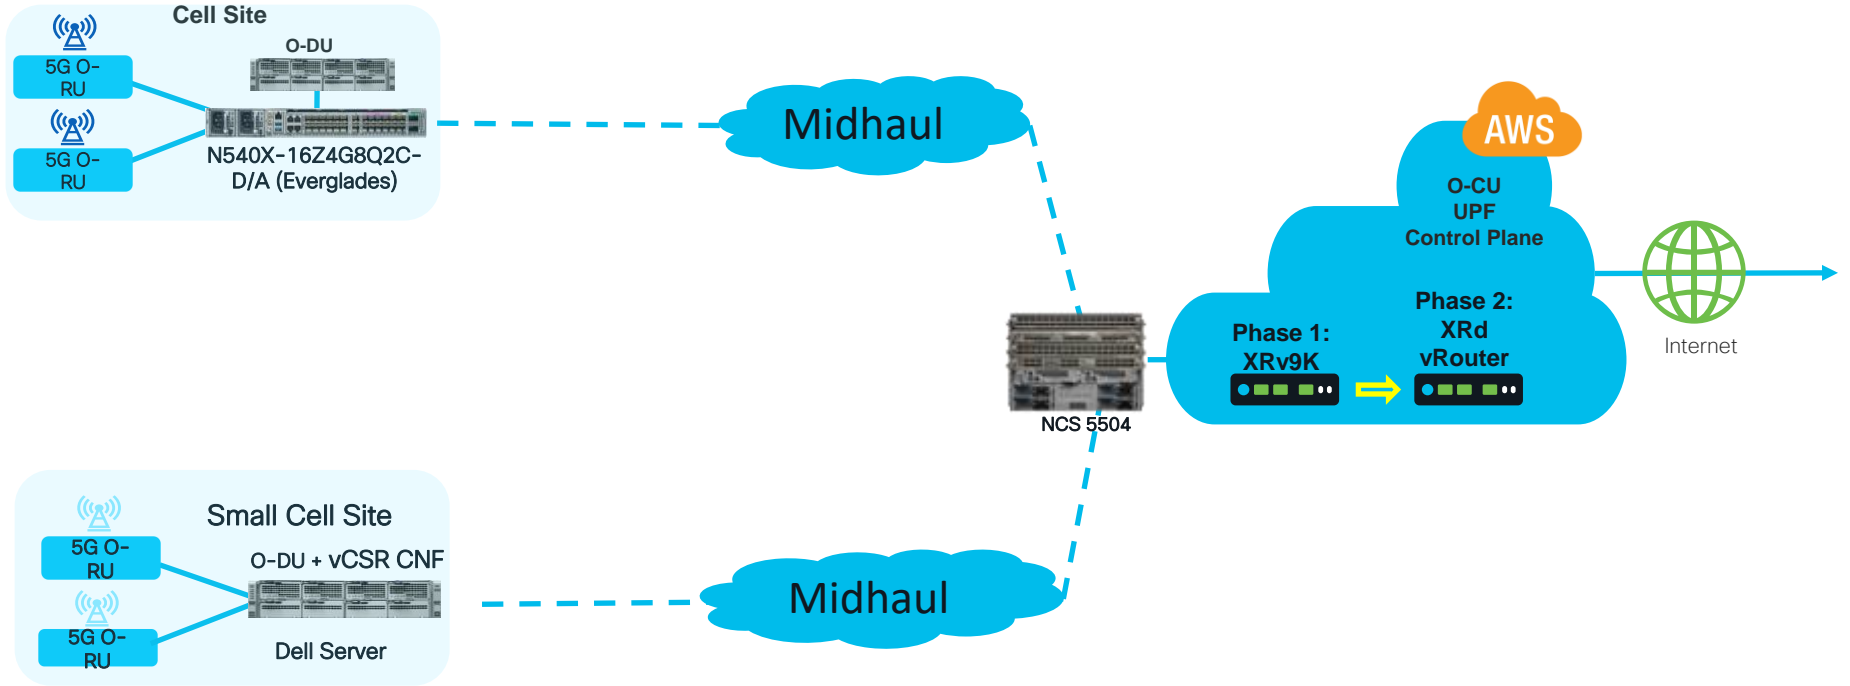 Cell Site
O-DU
5G O-
RU
5G O-
RU
N540X-16Z4G8Q2C-
D/A (Everglades)
Midhaul
AWS
O-CU
UPF
Control Plane
Phase 1:
XRv9K
Phase 2:
XRd
vRouter
Internet
NCS 5504
Small Cell Site
O-DU + vCSR CNF
5G O-
RU
5G O-
RU
Dell Server
Midhaul